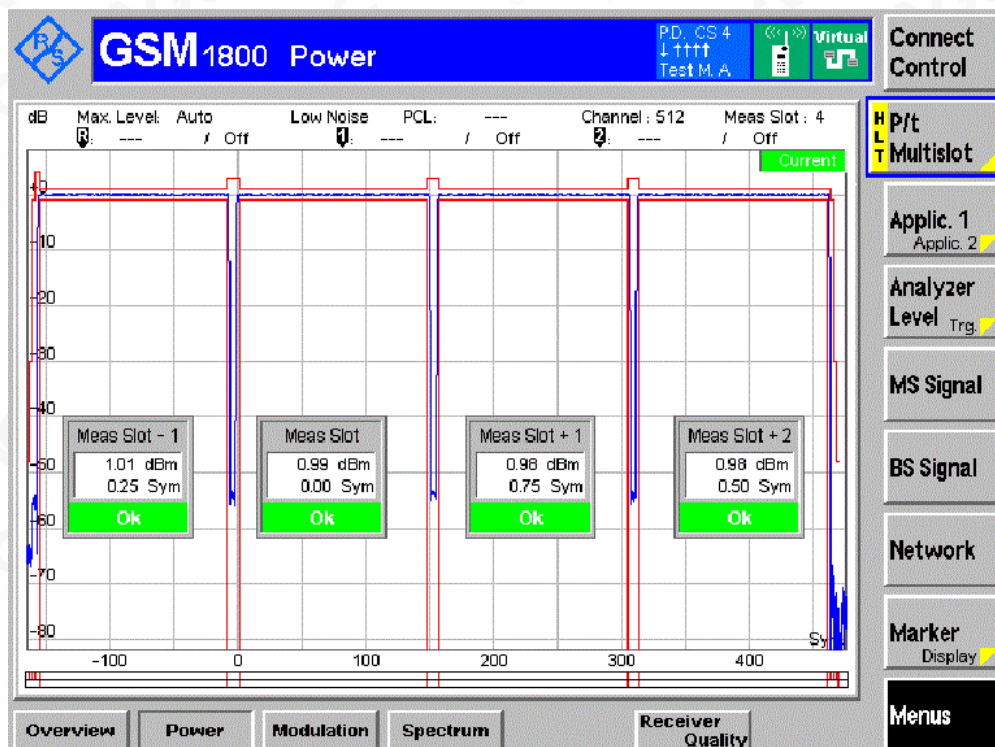 R/S
GSM 1800 Power
PD. CS 4
↓↑↑↑↑
Test M. A
Virtual
Connect
Control
dB Max. Level: Auto Low Noise PCL: --- Channel : 512 Meas Slot : 4
R: --- / Off 1: --- / Off 2: --- / Off
Current
HLT
P/t
Multislot
Applic. 1
Applic. 2
Analyzer
Level Trg.
MS Signal
BS Signal
Network
Marker
Display
Menus
+0
-10
-20
-30
-40
-50
-60
-70
-80
Meas Slot - 1
1.01 dBm
0.25 Sym
Ok
Meas Slot
0.99 dBm
0.00 Sym
Ok
Meas Slot + 1
0.98 dBm
0.75 Sym
Ok
Meas Slot + 2
0.98 dBm
0.50 Sym
Ok
-100 0 100 200 300 400
Overview Power Modulation Spectrum Receiver
Quality